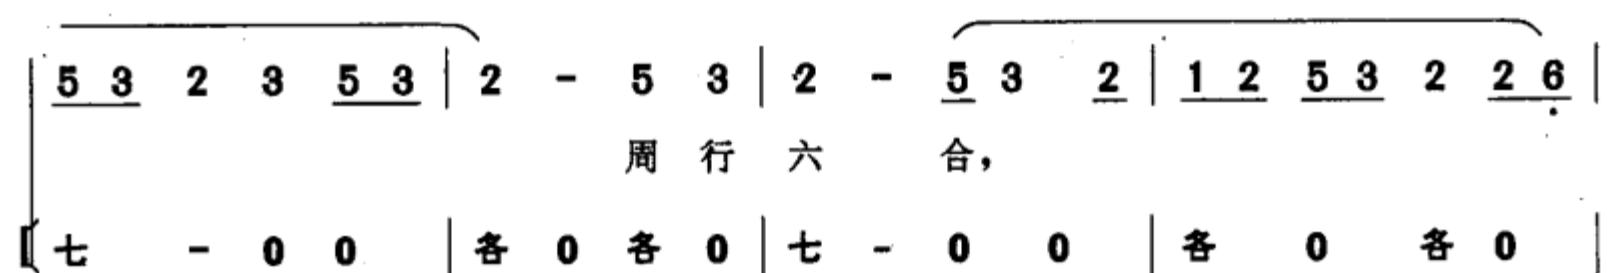 5 3 2 3 5 3 | 2 - 5 3 | 2 - 5 3 2 | 1 2 5 3 2 2 6 |
周 行 六 合，
七 - 0 0 | 各 0 各 0 | 七 - 0 0 | 各 0 各 0 |